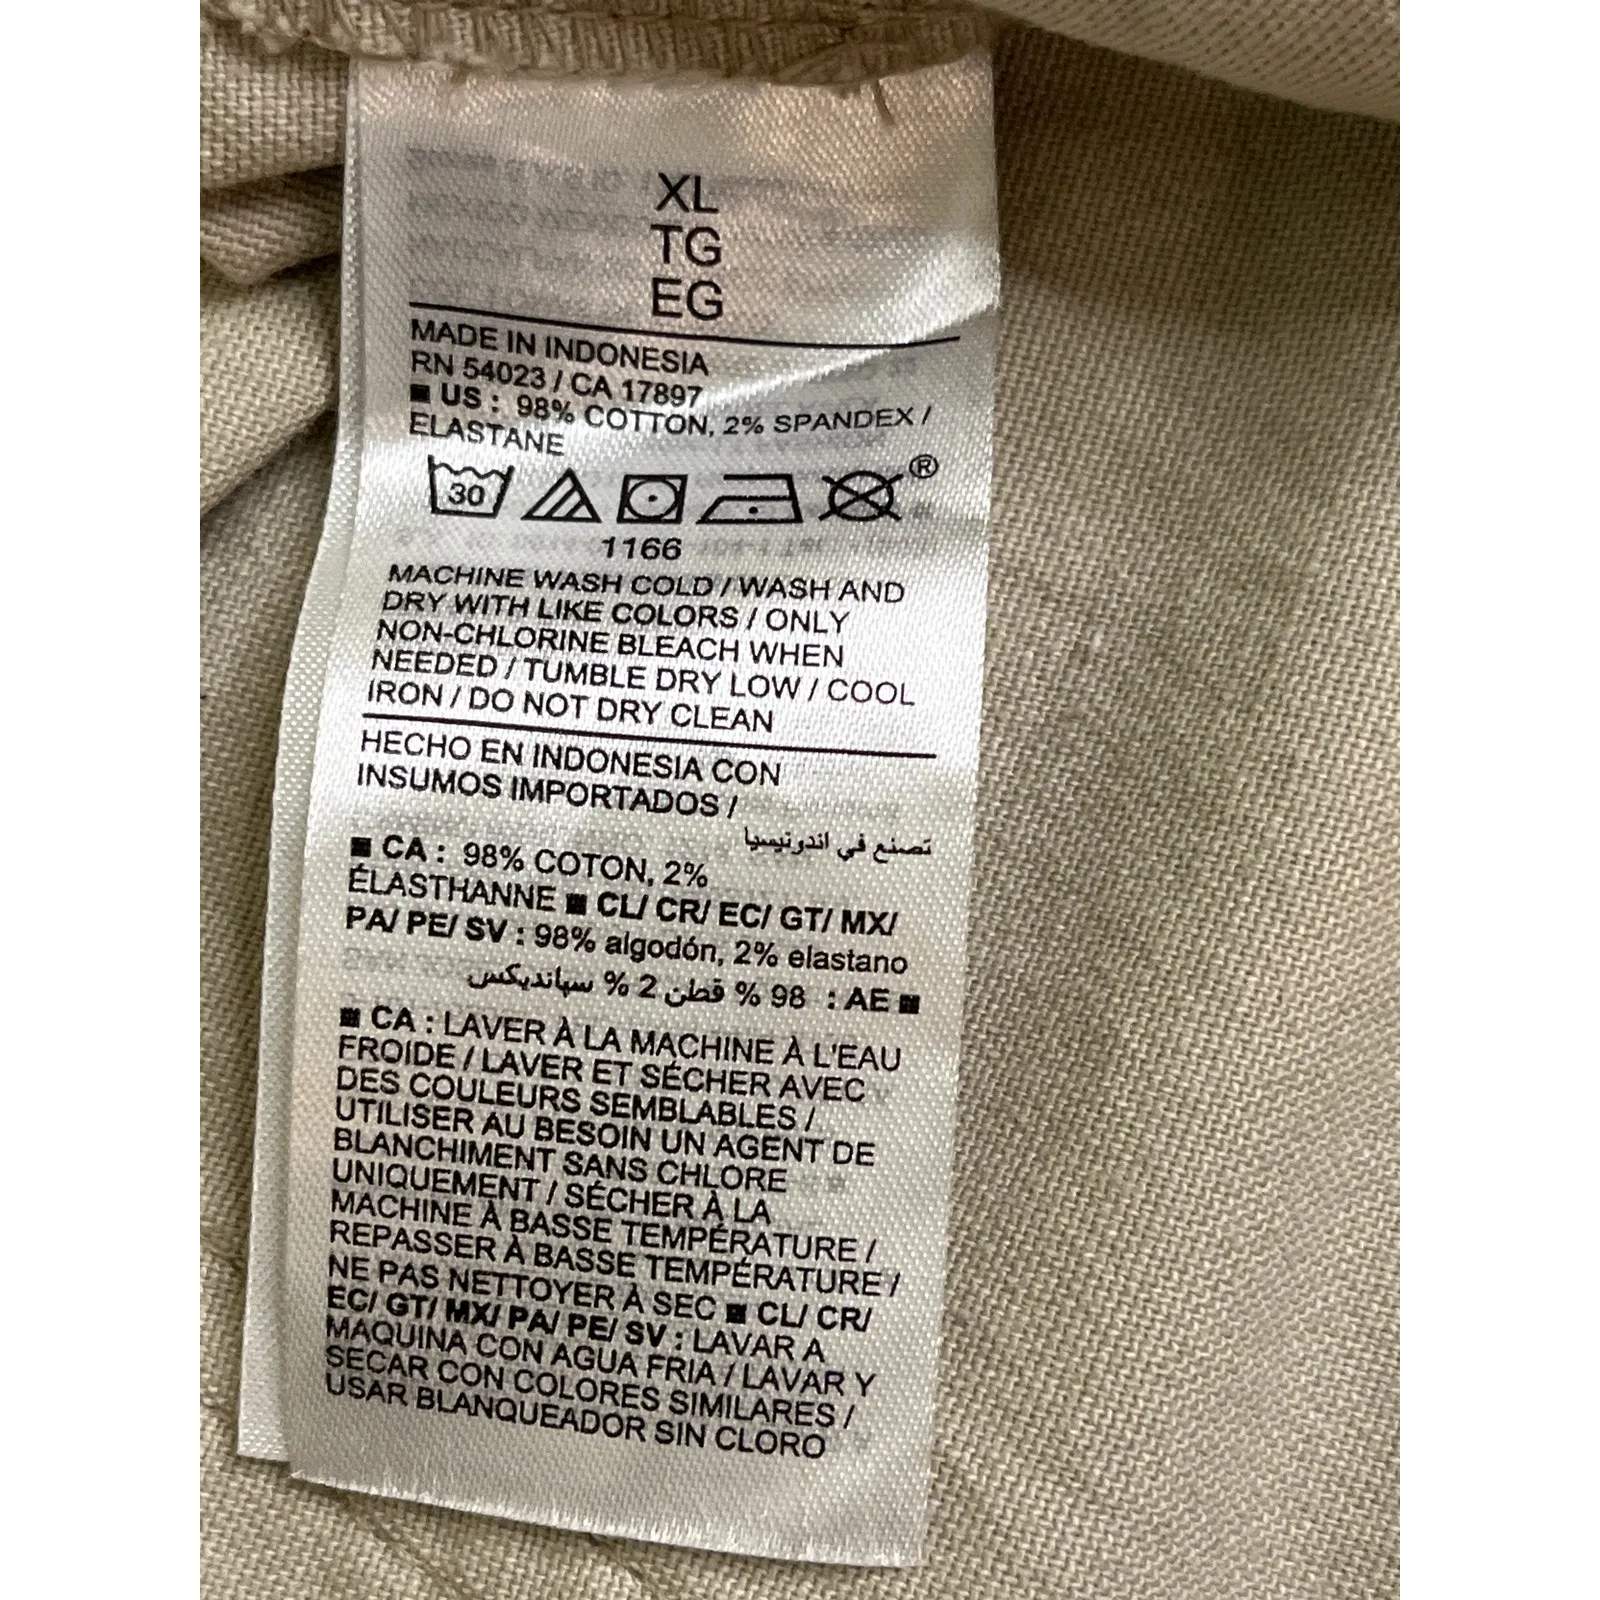 XL
TG
EG
MADE IN INDONESIA
RN 54023 / CA 17897
■ US : 98% COTTON, 2% SPANDEX /
ELASTANE
30
®
1166
MACHINE WASH COLD / WASH AND
DRY WITH LIKE COLORS / ONLY
NON-CHLORINE BLEACH WHEN
NEEDED / TUMBLE DRY LOW / COOL
IRON / DO NOT DRY CLEAN
HECHO EN INDONESIA CON
INSUMOS IMPORTADOS /
تصنع في اندونيسيا
■ CA : 98% COTON, 2%
ÉLASTHANNE ■ CL/ CR/ EC/ GT/ MX/
PA/ PE/ SV : 98% algodón, 2% elastano
■ AE : 98 % قطن 2 % سباندیکس
■ CA : LAVER À LA MACHINE À L'EAU
FROIDE / LAVER ET SÉCHER AVEC
DES COULEURS SEMBLABLES /
UTILISER AU BESOIN UN AGENT DE
BLANCHIMENT SANS CHLORE
UNIQUEMENT / SÉCHER À LA
MACHINE À BASSE TEMPÉRATURE /
REPASSER À BASSE TEMPÉRATURE /
NE PAS NETTOYER À SEC ■ CL/ CR/
EC/ GT/ MX/ PA/ PE/ SV : LAVAR A
MAQUINA CON AGUA FRIA / LAVAR Y
SECAR CON COLORES SIMILARES /
USAR BLANQUEADOR SIN CLORO